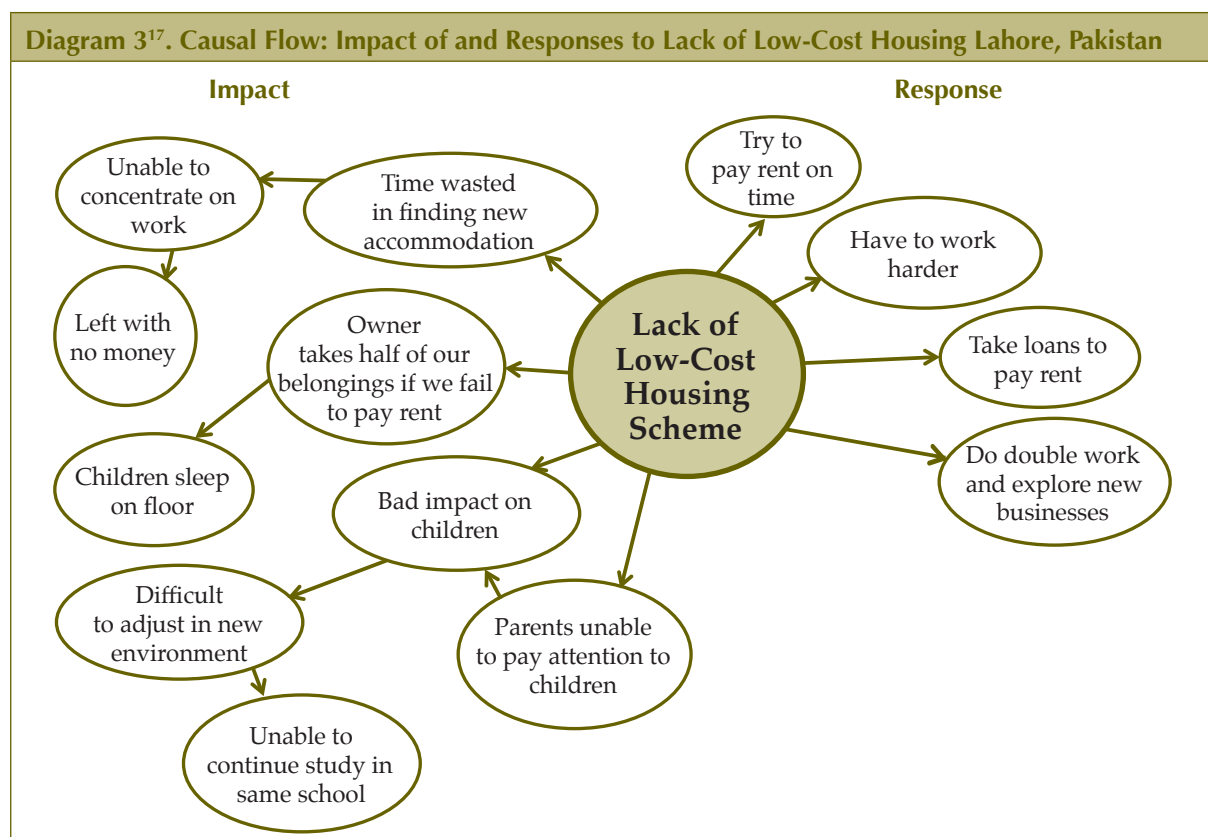 Diagram 3¹⁷. Causal Flow: Impact of and Responses to Lack of Low-Cost Housing Lahore, Pakistan
Impact
Response
Unable to
concentrate on
work
Time wasted
in finding new
accommodation
Left with
no money
Owner
takes half of our
belongings if we fail
to pay rent
Children sleep
on floor
Bad impact on
children
Difficult
to adjust in new
environment
Parents unable
to pay attention to
children
Unable to
continue study in
same school
Lack of
Low-Cost
Housing
Scheme
Try to
pay rent on
time
Have to work
harder
Take loans to
pay rent
Do double work
and explore new
businesses